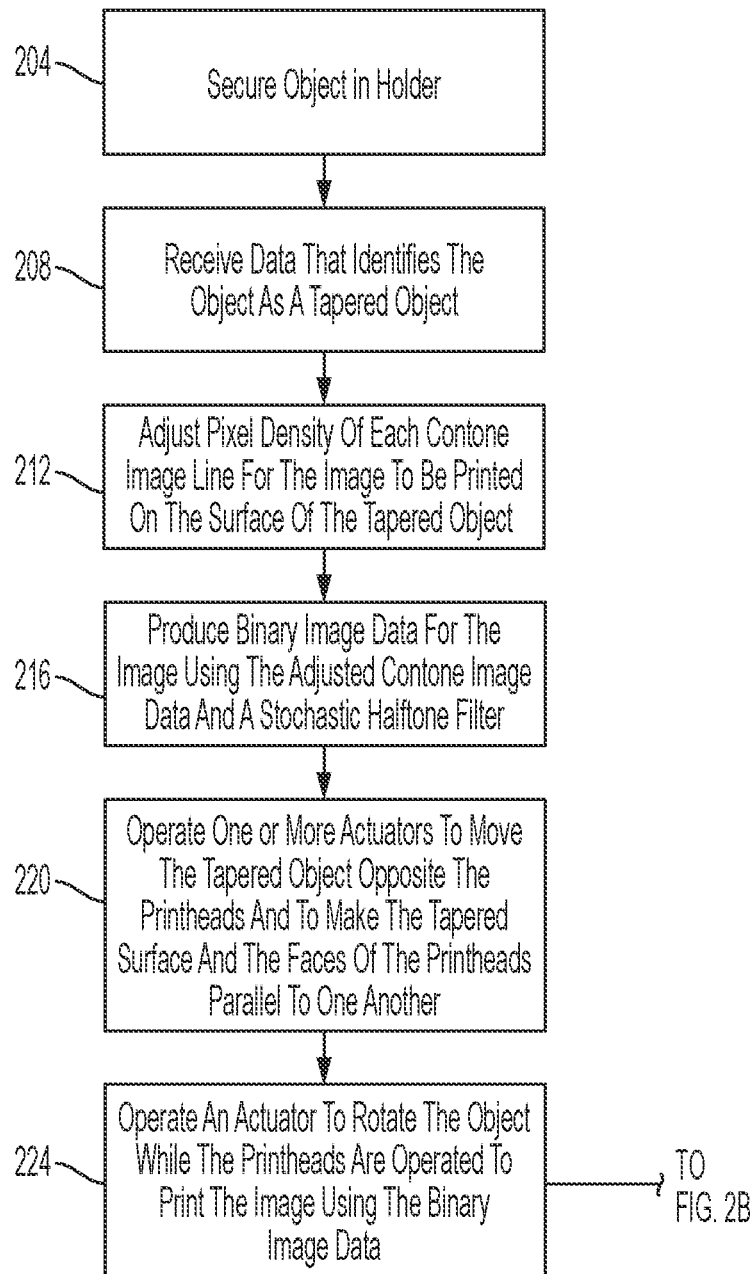 204
Secure Object in Holder
208
Receive Data That Identifies The
Object As A Tapered Object
212
Adjust Pixel Density Of Each Contone
Image Line For The Image To Be Printed
On The Surface Of The Tapered Object
216
Produce Binary Image Data For The
Image Using The Adjusted Contone Image
Data And A Stochastic Halftone Filter
220
Operate One or More Actuators To Move
The Tapered Object Opposite The
Printheads And To Make The Tapered
Surface And The Faces Of The Printheads
Parallel To One Another
224
Operate An Actuator To Rotate The Object
While The Printheads Are Operated To
Print The Image Using The Binary
Image Data
TO
FIG. 2B